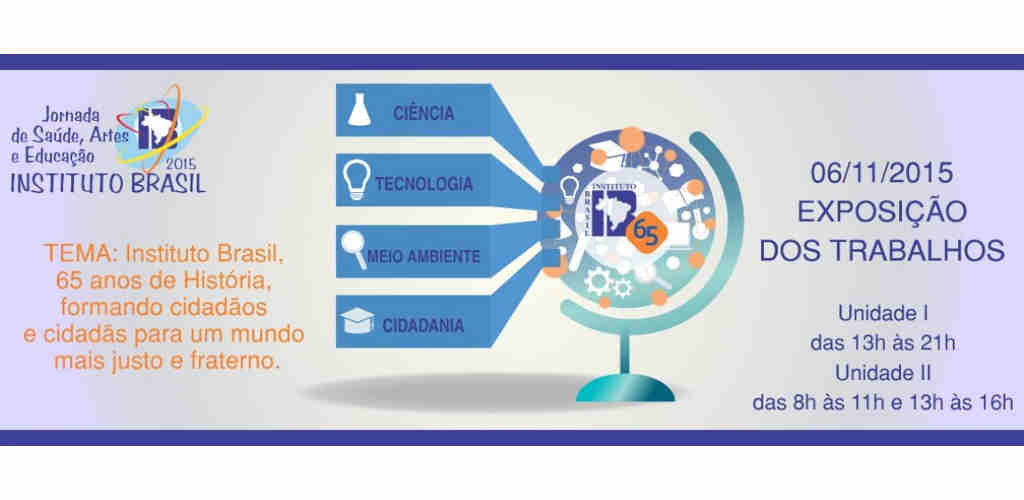 Jornada
de Saúde, Artes
e Educação
2015
INSTITUTO BRASIL
TEMA: Instituto Brasil,
65 anos de História,
formando cidadãos
e cidadãs para um mundo
mais justo e fraterno.
CIÊNCIA
TECNOLOGIA
MEIO AMBIENTE
CIDADANIA
INSTITUTO
BRASIL
IB
65
06/11/2015
EXPOSIÇÃO
DOS TRABALHOS
Unidade I
das 13h às 21h
Unidade II
das 8h às 11h e 13h às 16h